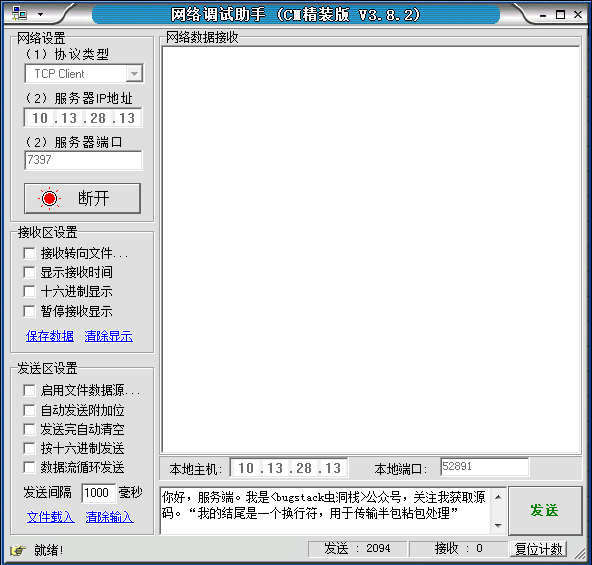 网络调试助手 (CM精装版 V3.8.2)
网络设置
(1) 协议类型
TCP Client
(2) 服务器IP地址
10 .13 .28 .13
(2) 服务器端口
7397
断开
接收区设置
接收转向文件...
显示接收时间
十六进制显示
暂停接收显示
保存数据 清除显示
发送区设置
启用文件数据源...
自动发送附加位
发送完自动清空
按十六进制发送
数据流循环发送
发送间隔 1000 毫秒
文件载入 清除输入
网络数据接收
本地主机: 10 .13 .28 .13 本地端口: 52891
你好，服务端。我是<bugstack虫洞栈>公众号，关注我获取源
码。“我的结尾是一个换行符，用于传输半包粘包处理”
发送
就绪!
发送 : 2094
接收 : 0
复位计数